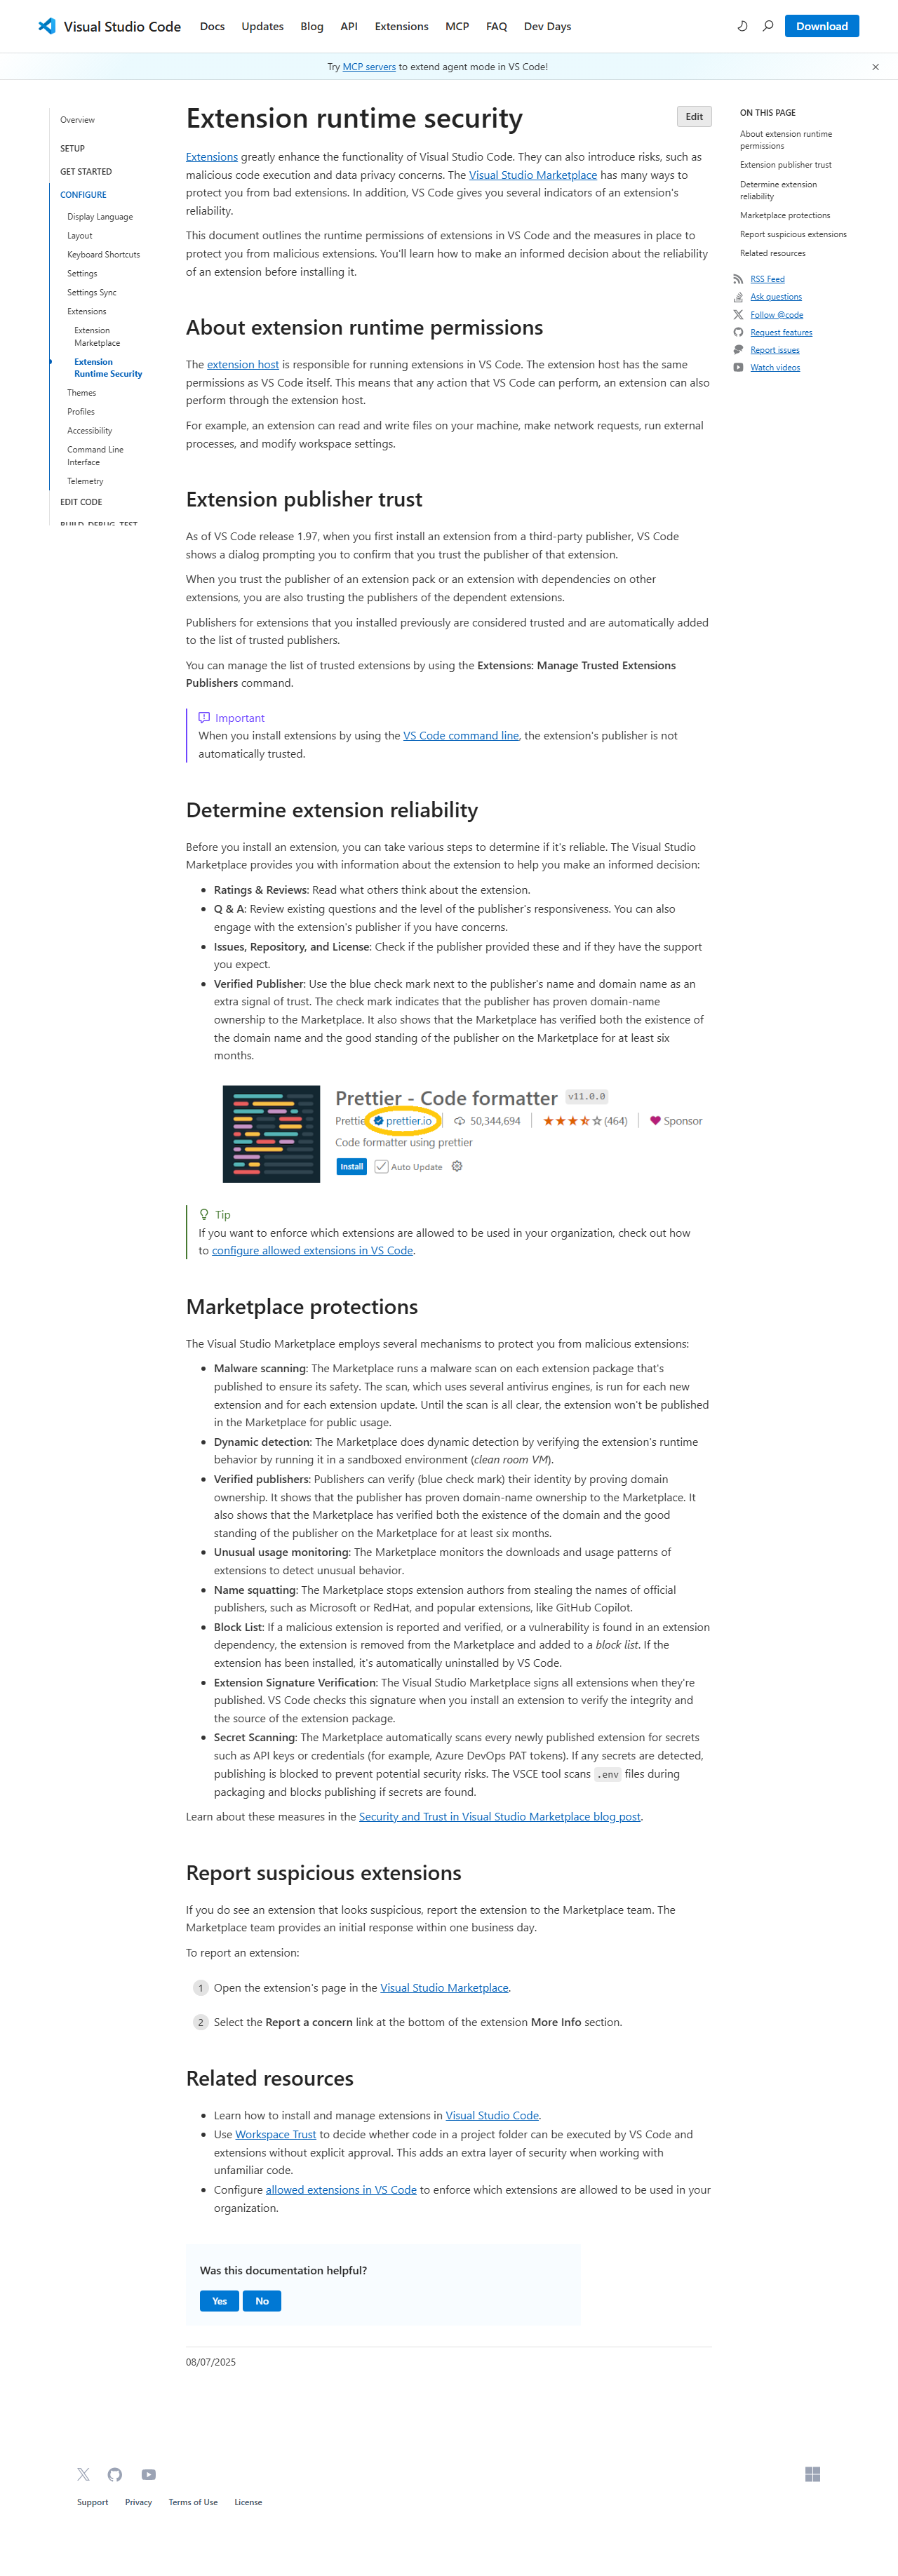 Visual Studio Code Docs Updates Blog API Extensions MCP FAQ Dev Days Download
Try MCP servers to extend agent mode in VS Code!
Overview
SETUP
GET STARTED
CONFIGURE
Display Language
Layout
Keyboard Shortcuts
Settings
Settings Sync
Extensions
Extension
Marketplace
Extension
Runtime Security
Themes
Profiles
Accessibility
Command Line
Interface
Telemetry
EDIT CODE
BUILD, DEBUG, TEST
Extension runtime security
Edit
Extensions greatly enhance the functionality of Visual Studio Code. They can also introduce risks, such as
malicious code execution and data privacy concerns. The Visual Studio Marketplace has many ways to
protect you from bad extensions. In addition, VS Code gives you several indicators of an extension's
reliability.
This document outlines the runtime permissions of extensions in VS Code and the measures in place to
protect you from malicious extensions. You'll learn how to make an informed decision about the reliability
of an extension before installing it.
About extension runtime permissions
The extension host is responsible for running extensions in VS Code. The extension host has the same
permissions as VS Code itself. This means that any action that VS Code can perform, an extension can also
perform through the extension host.
For example, an extension can read and write files on your machine, make network requests, run external
processes, and modify workspace settings.
Extension publisher trust
As of VS Code release 1.97, when you first install an extension from a third-party publisher, VS Code
shows a dialog prompting you to confirm that you trust the publisher of that extension.
When you trust the publisher of an extension pack or an extension with dependencies on other
extensions, you are also trusting the publishers of the dependent extensions.
Publishers for extensions that you installed previously are considered trusted and are automatically added
to the list of trusted publishers.
You can manage the list of trusted extensions by using the Extensions: Manage Trusted Extensions
Publishers command.
Important
When you install extensions by using the VS Code command line, the extension's publisher is not
automatically trusted.
Determine extension reliability
Before you install an extension, you can take various steps to determine if it's reliable. The Visual Studio
Marketplace provides you with information about the extension to help you make an informed decision:
• Ratings & Reviews: Read what others think about the extension.
• Q & A: Review existing questions and the level of the publisher's responsiveness. You can also
engage with the extension's publisher if you have concerns.
• Issues, Repository, and License: Check if the publisher provided these and if they have the support
you expect.
• Verified Publisher: Use the blue check mark next to the publisher's name and domain name as an
extra signal of trust. The check mark indicates that the publisher has proven domain-name
ownership to the Marketplace. It also shows that the Marketplace has verified both the existence of
the domain name and the good standing of the publisher on the Marketplace for at least six
months.
Prettier - Code formatter v11.0.0
Prettie prettier.io 50,344,694 (464) Sponsor
Code formatter using prettier
Install Auto Update
Tip
If you want to enforce which extensions are allowed to be used in your organization, check out how
to configure allowed extensions in VS Code.
Marketplace protections
The Visual Studio Marketplace employs several mechanisms to protect you from malicious extensions:
• Malware scanning: The Marketplace runs a malware scan on each extension package that's
published to ensure its safety. The scan, which uses several antivirus engines, is run for each new
extension and for each extension update. Until the scan is all clear, the extension won't be published
in the Marketplace for public usage.
• Dynamic detection: The Marketplace does dynamic detection by verifying the extension's runtime
behavior by running it in a sandboxed environment (clean room VM).
• Verified publishers: Publishers can verify (blue check mark) their identity by proving domain
ownership. It shows that the publisher has proven domain-name ownership to the Marketplace. It
also shows that the Marketplace has verified both the existence of the domain and the good
standing of the publisher on the Marketplace for at least six months.
• Unusual usage monitoring: The Marketplace monitors the downloads and usage patterns of
extensions to detect unusual behavior.
• Name squatting: The Marketplace stops extension authors from stealing the names of official
publishers, such as Microsoft or RedHat, and popular extensions, like GitHub Copilot.
• Block List: If a malicious extension is reported and verified, or a vulnerability is found in an extension
dependency, the extension is removed from the Marketplace and added to a block list. If the
extension has been installed, it's automatically uninstalled by VS Code.
• Extension Signature Verification: The Visual Studio Marketplace signs all extensions when they're
published. VS Code checks this signature when you install an extension to verify the integrity and
the source of the extension package.
• Secret Scanning: The Marketplace automatically scans every newly published extension for secrets
such as API keys or credentials (for example, Azure DevOps PAT tokens). If any secrets are detected,
publishing is blocked to prevent potential security risks. The VSCE tool scans .env files during
packaging and blocks publishing if secrets are found.
Learn about these measures in the Security and Trust in Visual Studio Marketplace blog post.
Report suspicious extensions
If you do see an extension that looks suspicious, report the extension to the Marketplace team. The
Marketplace team provides an initial response within one business day.
To report an extension:
1 Open the extension's page in the Visual Studio Marketplace.
2 Select the Report a concern link at the bottom of the extension More Info section.
Related resources
• Learn how to install and manage extensions in Visual Studio Code.
• Use Workspace Trust to decide whether code in a project folder can be executed by VS Code and
extensions without explicit approval. This adds an extra layer of security when working with
unfamiliar code.
• Configure allowed extensions in VS Code to enforce which extensions are allowed to be used in your
organization.
Was this documentation helpful?
Yes No
08/07/2025
ON THIS PAGE
About extension runtime
permissions
Extension publisher trust
Determine extension
reliability
Marketplace protections
Report suspicious extensions
Related resources
RSS Feed
Ask questions
Follow @code
Request features
Report issues
Watch videos
Support Privacy Terms of Use License